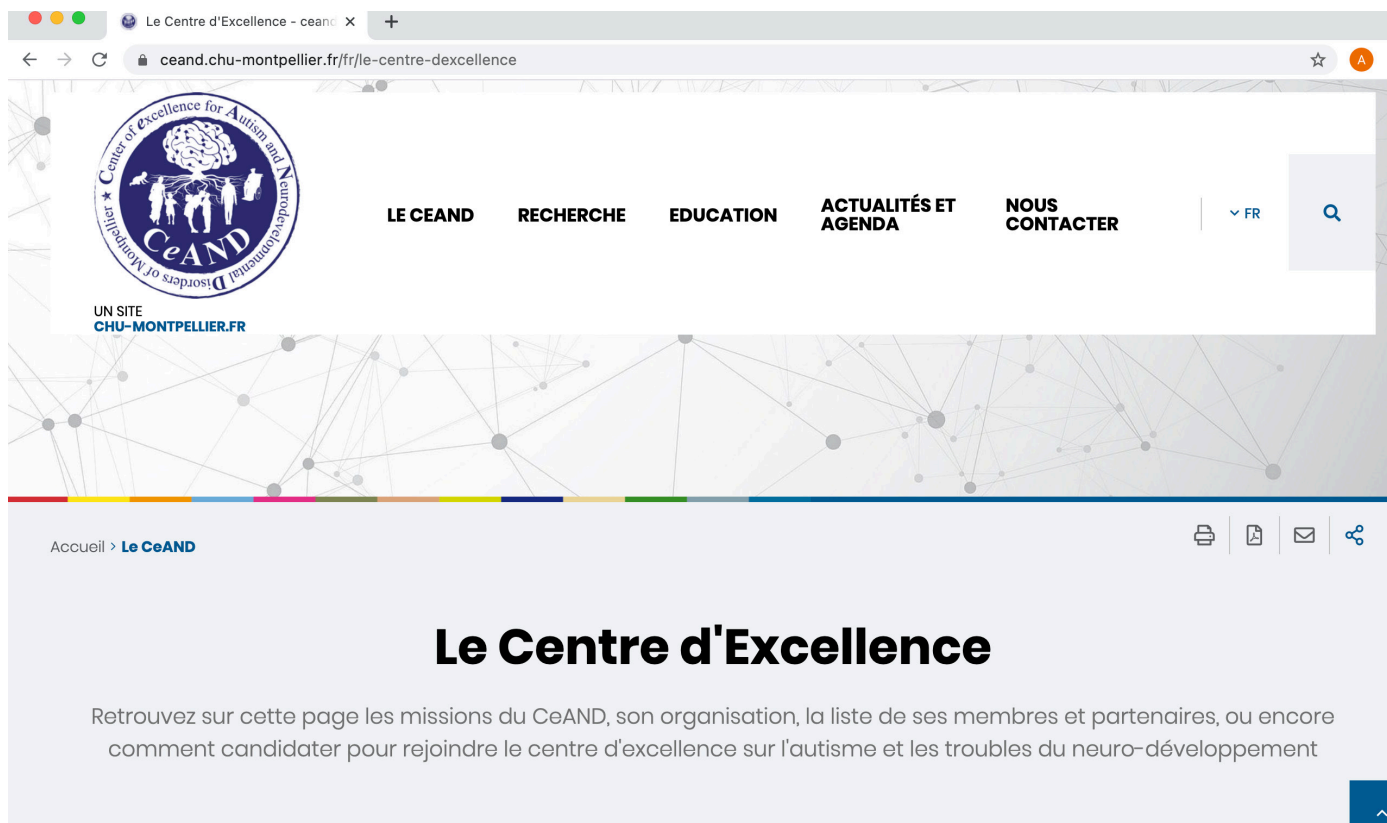 Le Centre d'Excellence - ceand
ceand.chu-montpellier.fr/fr/le-centre-dexcellence
A
Center of excellence for Autism and Neurodevelopmental Disorders of Montpellier
CeAND
UN SITE
CHU-MONTPELLIER.FR
LE CEAND
RECHERCHE
EDUCATION
ACTUALITÉS ET
AGENDA
NOUS
CONTACTER
FR
Accueil > Le CeAND
Le Centre d'Excellence
Retrouvez sur cette page les missions du CeAND, son organisation, la liste de ses membres et partenaires, ou encore
comment candidater pour rejoindre le centre d'excellence sur l'autisme et les troubles du neuro-développement